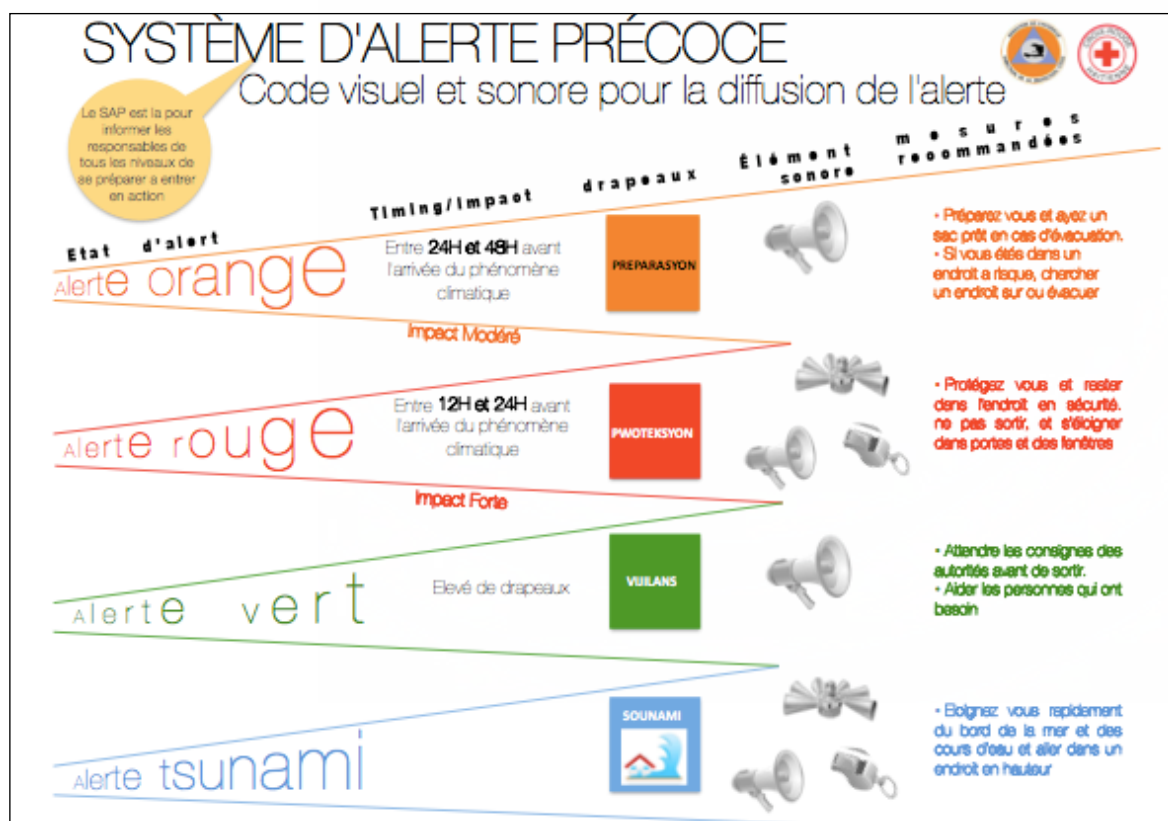 SYSTÈME D'ALERTE PRÉCOCE
Code visuel et sonore pour la diffusion de l'alerte
Le SAP est la pour
informer les
responsables de
tous les niveaux de
se préparer a entrer
en action
CROIX-ROUGE
HAITIENNE
Etat d'alert
Timing/impact
drapeaux
Élément
sonore
mesures
recommandées
Alerte orange
Entre 24H et 48H avant
l'arrivée du phénomène
climatique
Impact Modéré
PREPARASYON
• Préparez vous et ayez un
sac prêt en cas d'évacuation.
• Si vous étés dans un
endroit a risque, chercher
un endroit sur ou évacuer
Alerte rouge
Entre 12H et 24H avant
l'arrivée du phénomène
climatique
Impact Forte
PWOTEKSYON
• Protégez vous et rester
dans l'endroit en sécurité.
ne pas sortir, et s'éloigner
dans portes et des fenêtres
Alerte vert
Elevé de drapeaux
VIJILANS
• Attendre les consignes des
autorités avant de sortir.
• Aider les personnes qui ont
besoin
Alerte tsunami
SOUNAMI
• Eloignez vous rapidement
du bord de la mer et des
cours d'eau et aller dans un
endroit en hauteur